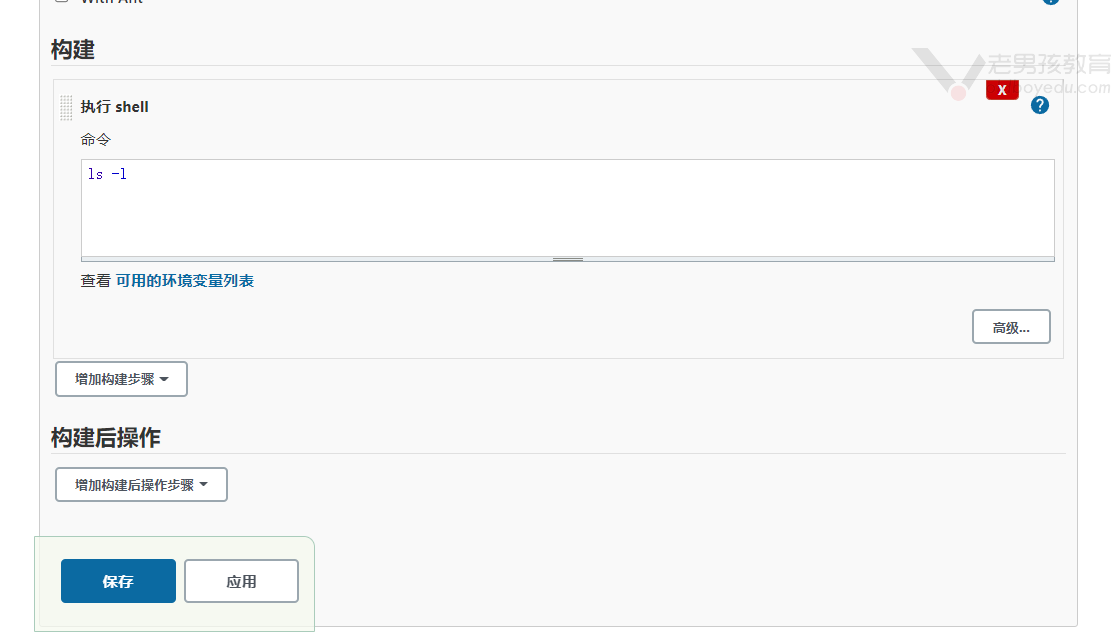 With Ant
构建
老男孩教育
oyedu.com
X
执行 shell
?
命令
ls -l
查看 可用的环境变量列表
高级...
增加构建步骤
构建后操作
增加构建后操作步骤
保存 应用